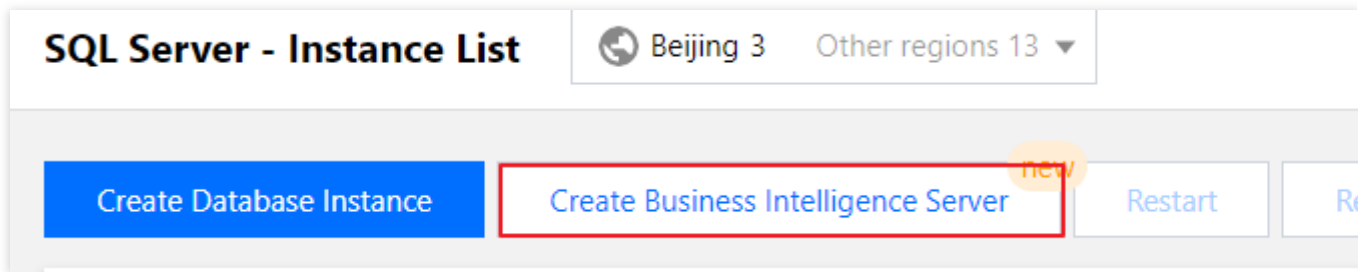 SQL Server - Instance List Beijing 3 Other regions 13
new
Create Database Instance Create Business Intelligence Server Restart